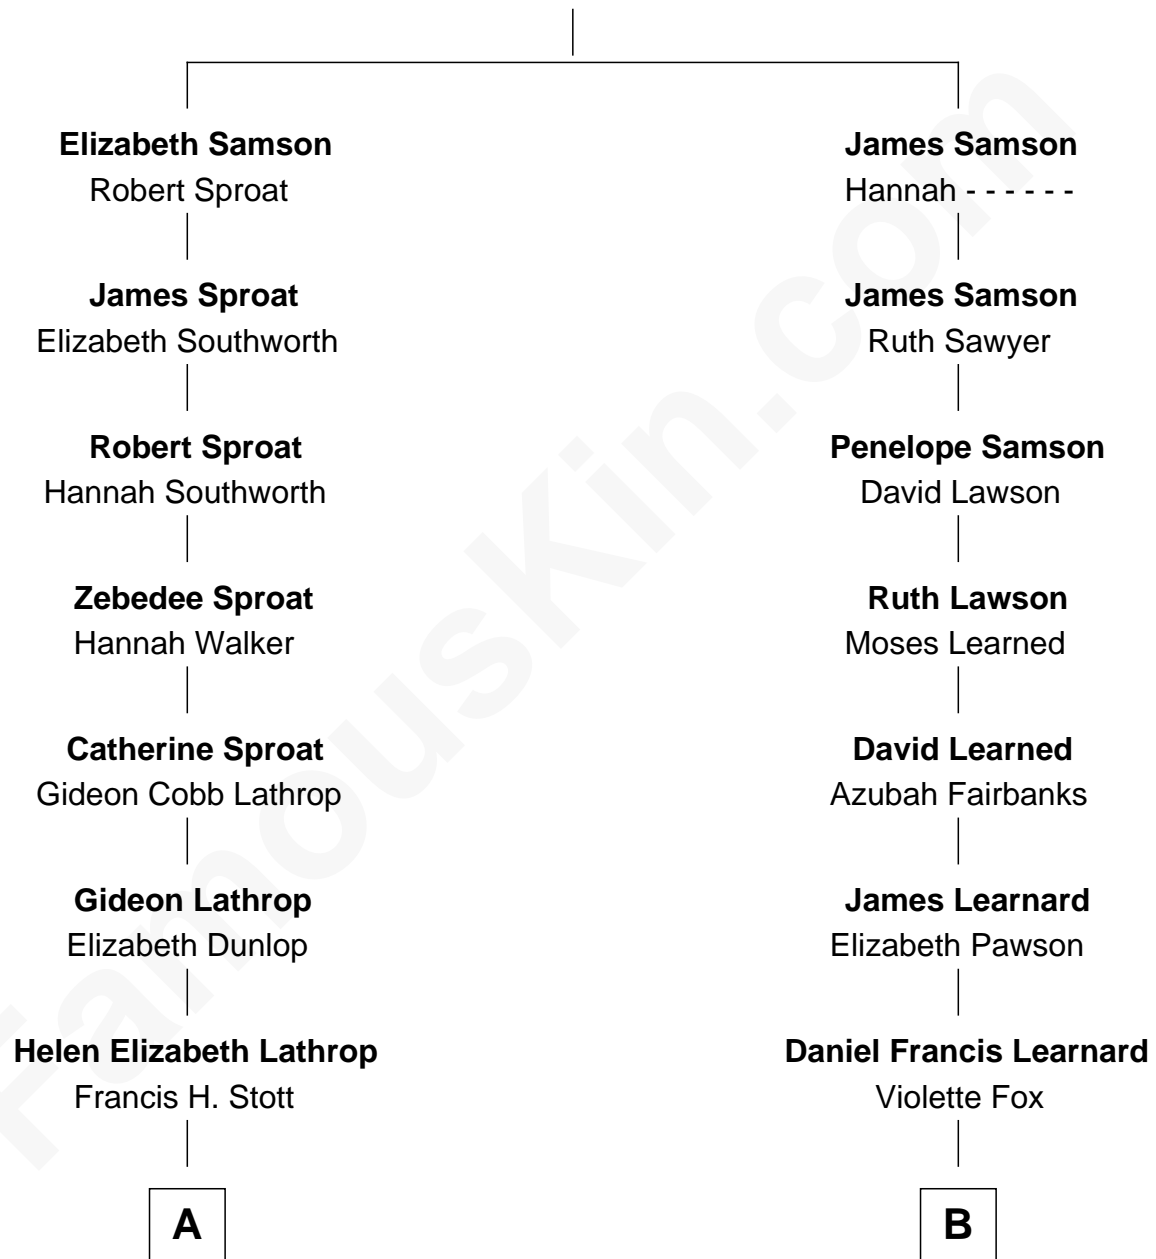 Elizabeth Samson
Robert Sproat
James Sproat
Elizabeth Southworth
Robert Sproat
Hannah Southworth
Zebedee Sproat
Hannah Walker
Catherine Sproat
Gideon Cobb Lathrop
Gideon Lathrop
Elizabeth Dunlop
Helen Elizabeth Lathrop
Francis H. Stott
A
James Samson
Hannah - - - - - -
James Samson
Ruth Sawyer
Penelope Samson
David Lawson
Ruth Lawson
Moses Learned
David Learned
Azubah Fairbanks
James Learnard
Elizabeth Pawson
Daniel Francis Learnard
Violette Fox
B
FamousKin.com